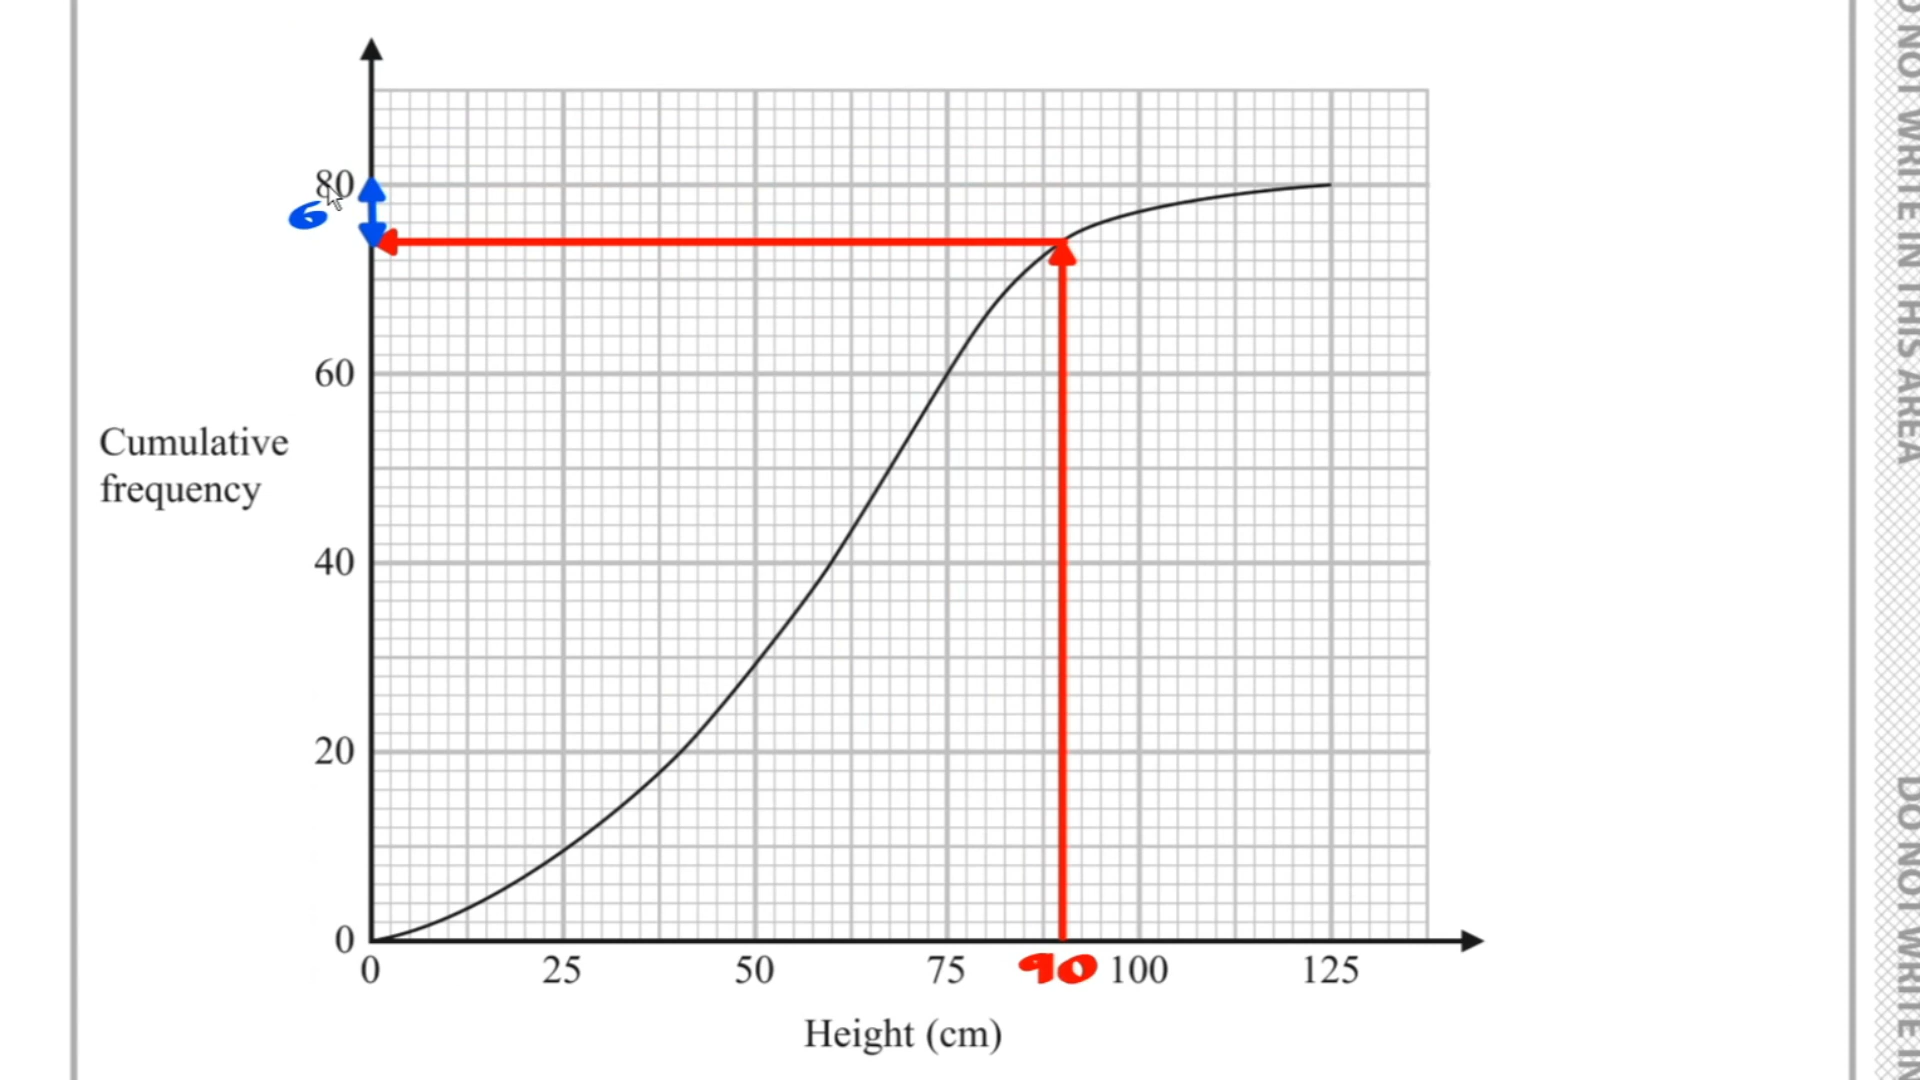 80
6
60
Cumulative
frequency
40
20
0
0 25 50 75 90 100 125
Height (cm)
O NOT WRITE IN THIS AREA
DO NOT WRITE IN